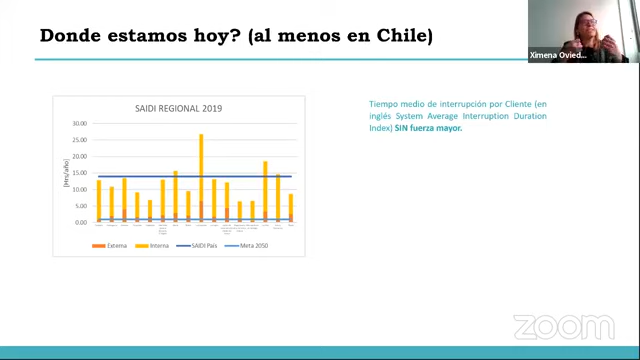 Donde estamos hoy? (al menos en Chile)
Ximena Ovied...
SAIDI REGIONAL 2019
Tiempo medio de interrupción por Cliente (en
inglés System Average Interruption Duration
Index) SIN fuerza mayor.
(Hrs/año)
30.00
25.00
20.00
15.00
10.00
5.00
0.00
Externa Interna SAIDI País Meta 2050
zoom